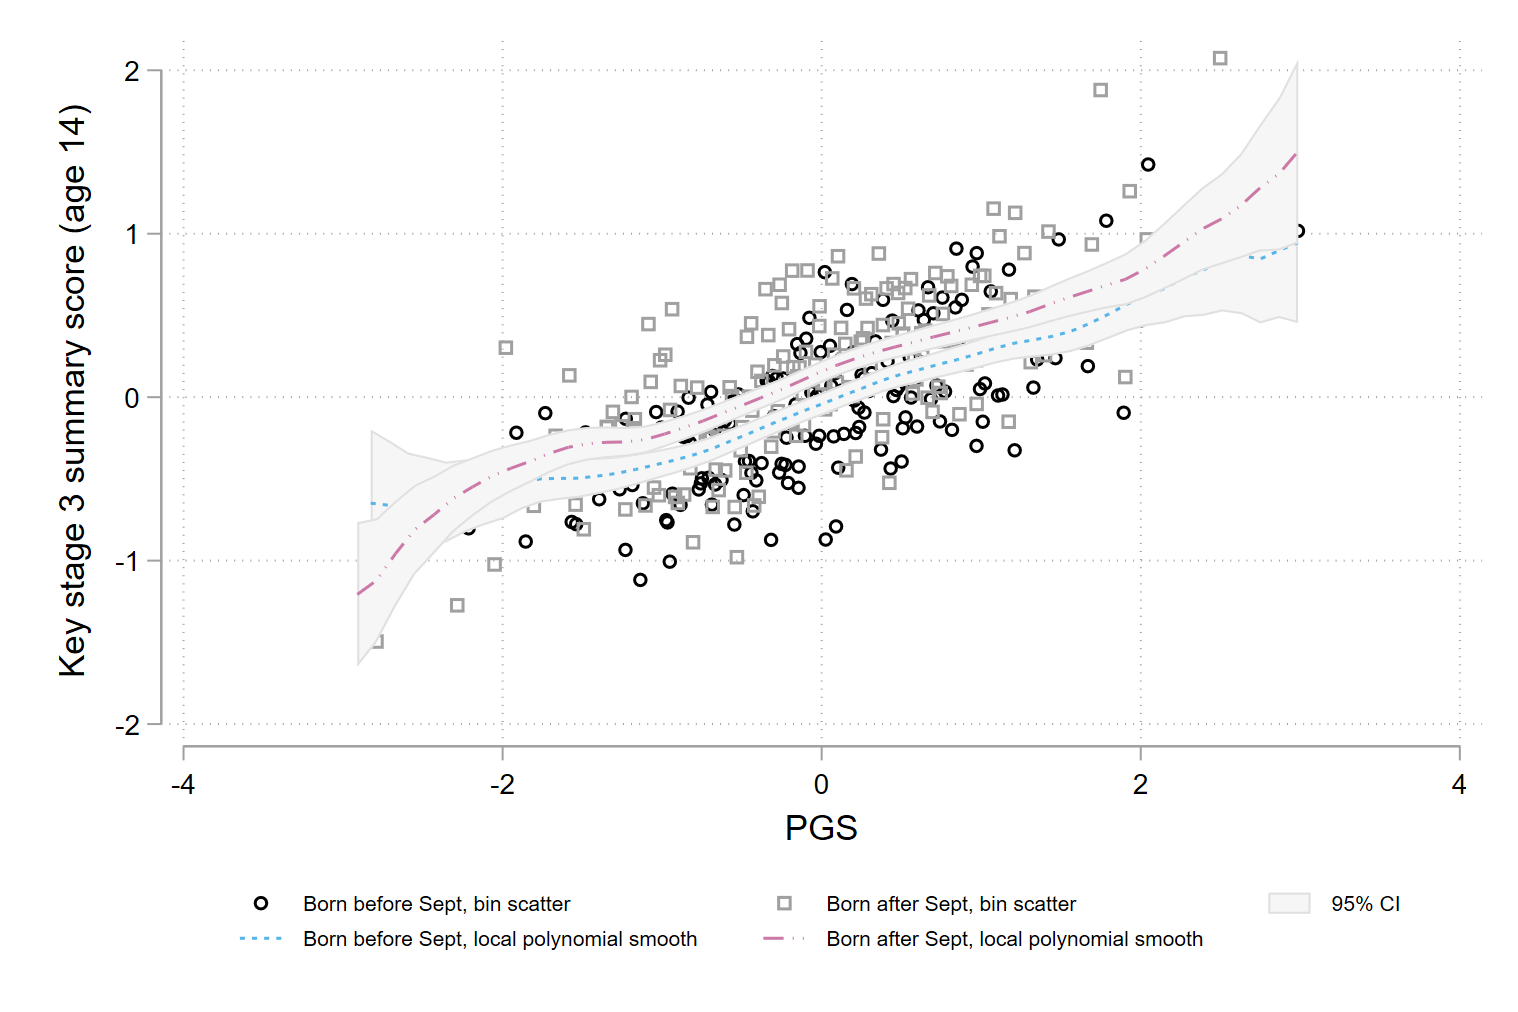 Key stage 3 summary score (age 14)
2
1
0
-1
-2
-4
-2
0
2
4
PGS
Born before Sept, bin scatter
Born after Sept, bin scatter
95% CI
Born before Sept, local polynomial smooth
Born after Sept, local polynomial smooth